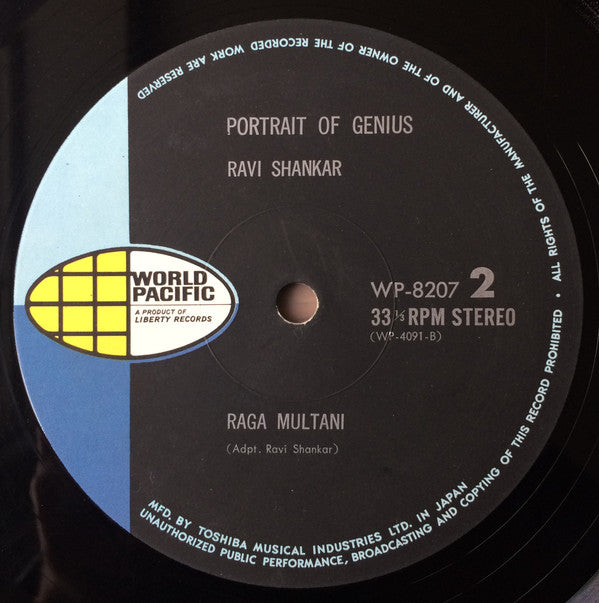 PORTRAIT OF GENIUS
RAVI SHANKAR
WORLD
PACIFIC
A PRODUCT OF
LIBERTY RECORDS
WP-8207 2
33 ⅓ RPM STEREO
(WP-4091-B)
RAGA MULTANI
(Adpt. Ravi Shankar)
MFD. BY TOSHIBA MUSICAL INDUSTRIES LTD. IN JAPAN
UNAUTHORIZED PUBLIC PERFORMANCE, BROADCASTING AND COPYING OF THIS RECORD PROHIBITED • ALL RIGHTS OF THE MANUFACTURER AND OF THE OWNER OF THE RECORDED WORK ARE RESERVED